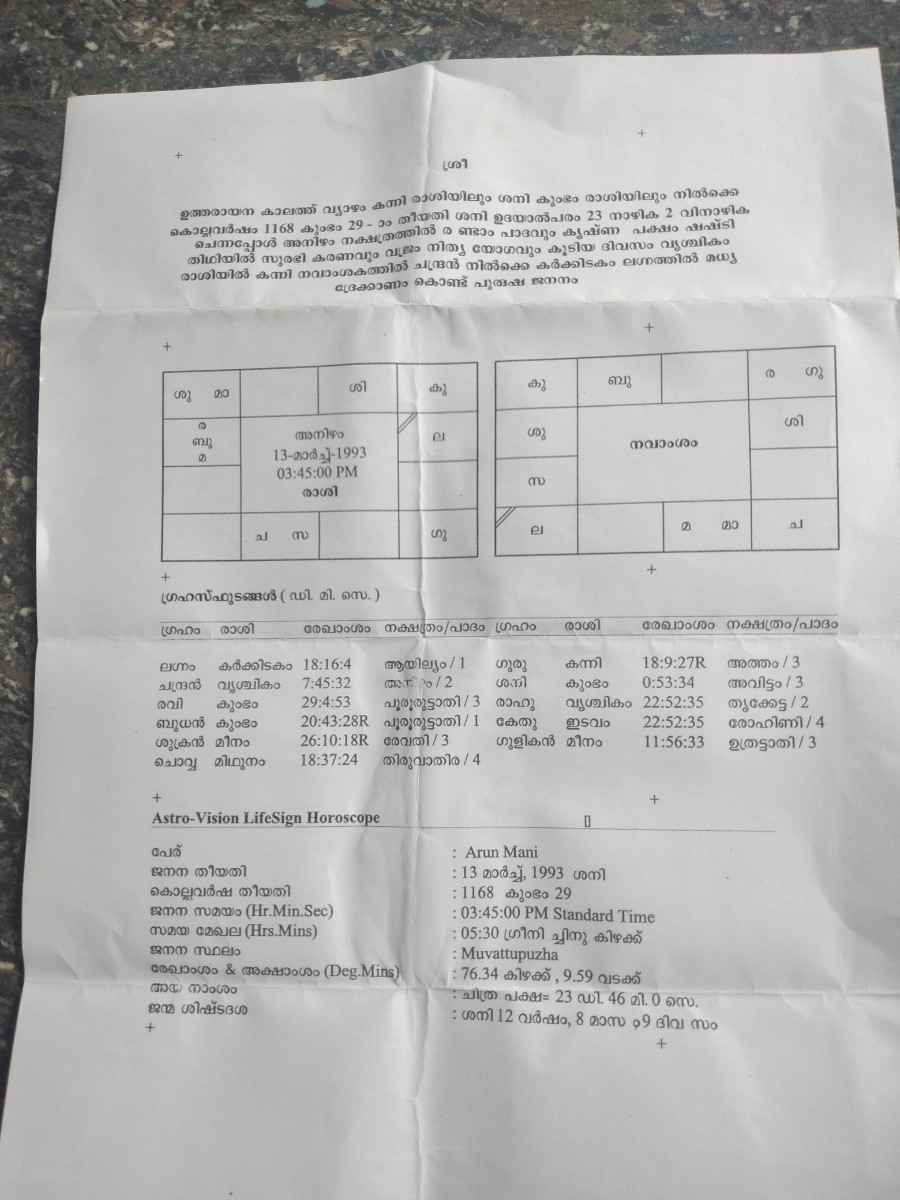 ശ്രീ
ഉത്തരായന കാലത്ത് വ്യാഴം കന്നി രാശിയിലും ശനി കുംഭം രാശിയിലും നിൽക്കെ
കൊല്ലവർഷം 1168 കുംഭം 29 - ാം തീയതി ശനി ഉദയാൽപരം 23 നാഴിക 2 വിനാഴിക
ചെന്നപ്പോൾ അനിഴം നക്ഷത്രത്തിൽ ര ണ്ടാം പാദവും കൃഷ്ണ പക്ഷം ഷഷ്ടി
തിഥിയിൽ സുരഭി കരണവും വജ്രം നിത്യ യോഗവും കൂടിയ ദിവസം വൃശ്ചികം
രാശിയിൽ കന്നി നവാംശകത്തിൽ ചന്ദ്രൻ നിൽക്കെ കർക്കിടകം ലഗ്നത്തിൽ മധ്യ
ദ്രേക്കാണം കൊണ്ട് പുരുഷ ജനനം
ശു മാ ശി കു
ര
ബു
മ
ല
അനിഴം
13-മാർച്ച്-1993
03:45:00 PM
രാശി
ച സ ഗു
കു ബു ര ഗു
ശു ശി
നവാംശം
സ
ല മ മാ ച
ഗ്രഹസ്ഫുടങ്ങൾ ( ഡി. മി. സെ. )
ഗ്രഹം രാശി രേഖാംശം നക്ഷത്രം/പാദം ഗ്രഹം രാശി രേഖാംശം നക്ഷത്രം/പാദം
ലഗ്നം കർക്കിടകം 18:16:4 ആയില്യം / 1 ഗുരു കന്നി 18:9:27R അത്തം / 3
ചന്ദ്രൻ വൃശ്ചികം 7:45:32 / 2 ശനി കുംഭം 0:53:34 അവിട്ടം / 3
രവി കുംഭം 29:4:53 പൂരുരുട്ടാതി / 3 രാഹു വൃശ്ചികം 22:52:35 തൃക്കേട്ട / 2
ബുധൻ കുംഭം 20:43:28R പൂരുരുട്ടാതി / 1 കേതു ഇടവം 22:52:35 രോഹിണി / 4
ശുക്രൻ മീനം 26:10:18R രേവതി / 3 ഗുളികൻ മീനം 11:56:33 ഉത്രട്ടാതി / 3
ചൊവ്വ മിഥുനം 18:37:24 തിരുവാതിര / 4
Astro-Vision LifeSign Horoscope
പേര് : Arun Mani
ജനന തീയതി : 13 മാർച്ച്, 1993 ശനി
കൊല്ലവർഷ തീയതി : 1168 കുംഭം 29
ജനന സമയം (Hr.Min.Sec) : 03:45:00 PM Standard Time
സമയ മേഖല (Hrs.Mins) : 05:30 ഗ്രീനി ച്ചിനു കിഴക്ക്
ജനന സ്ഥലം : Muvattupuzha
രേഖാംശം & അക്ഷാംശം (Deg.Mins) : 76.34 കിഴക്ക് , 9.59 വടക്ക്
അയ നാംശം : ചിത്ര പക്ഷ= 23 ഡി. 46 മി. 0 സെ.
ജന്മ ശിഷ്ടദശ : ശനി 12 വർഷം, 8 മാസ 9 ദിവ സം